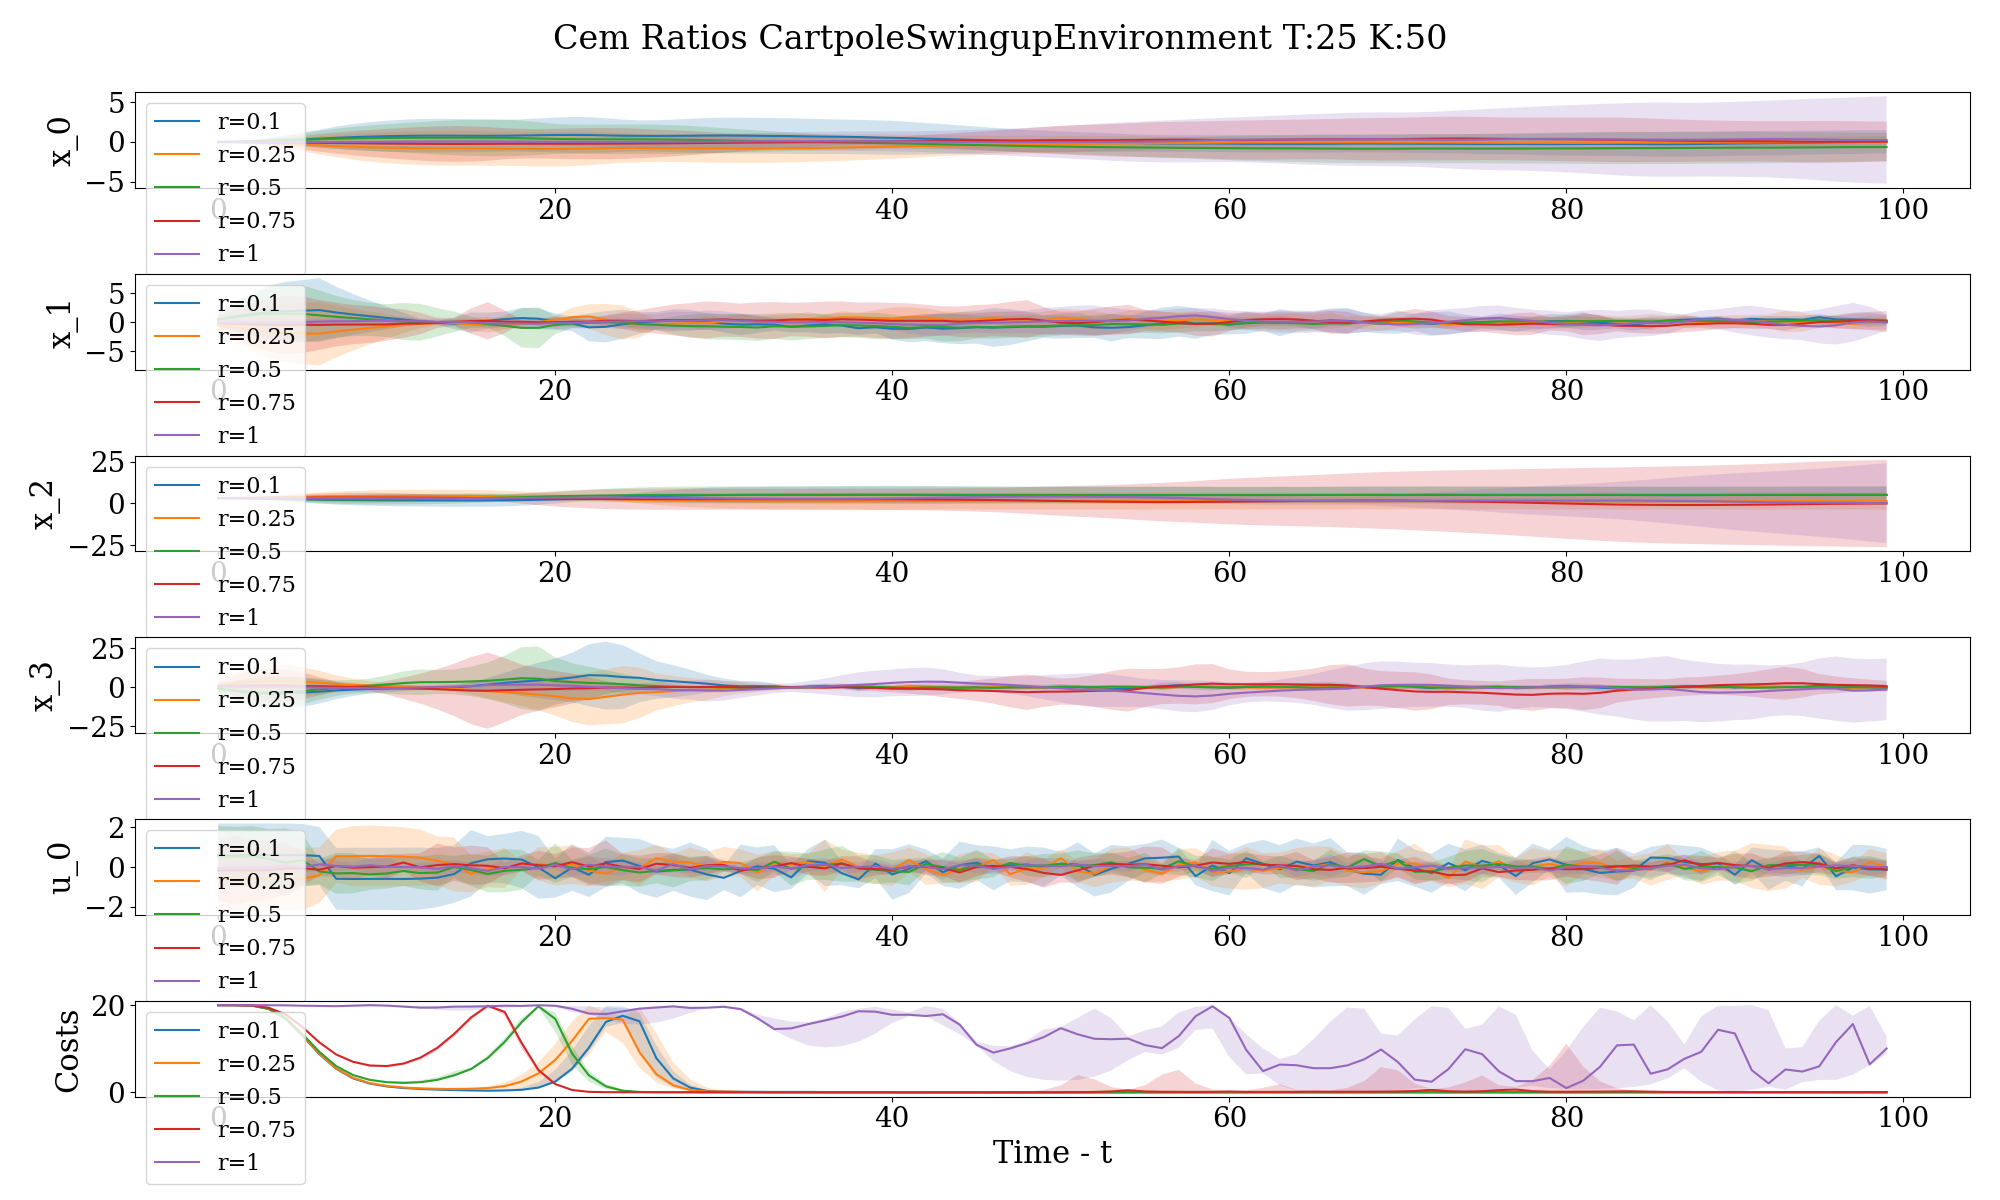 Cem Ratios CartpoleSwingupEnvironment T:25 K:50
x_0
5
0
−5
r=0.1
r=0.25
r=0.5
r=0.75
r=1
0 20 40 60 80 100
x_1
5
0
−5
r=0.1
r=0.25
r=0.5
r=0.75
r=1
0 20 40 60 80 100
x_2
25
0
−25
r=0.1
r=0.25
r=0.5
r=0.75
r=1
0 20 40 60 80 100
x_3
25
0
−25
r=0.1
r=0.25
r=0.5
r=0.75
r=1
0 20 40 60 80 100
u_0
2
0
−2
r=0.1
r=0.25
r=0.5
r=0.75
r=1
0 20 40 60 80 100
Costs
20
0
r=0.1
r=0.25
r=0.5
r=0.75
r=1
0 20 40 60 80 100
Time - t